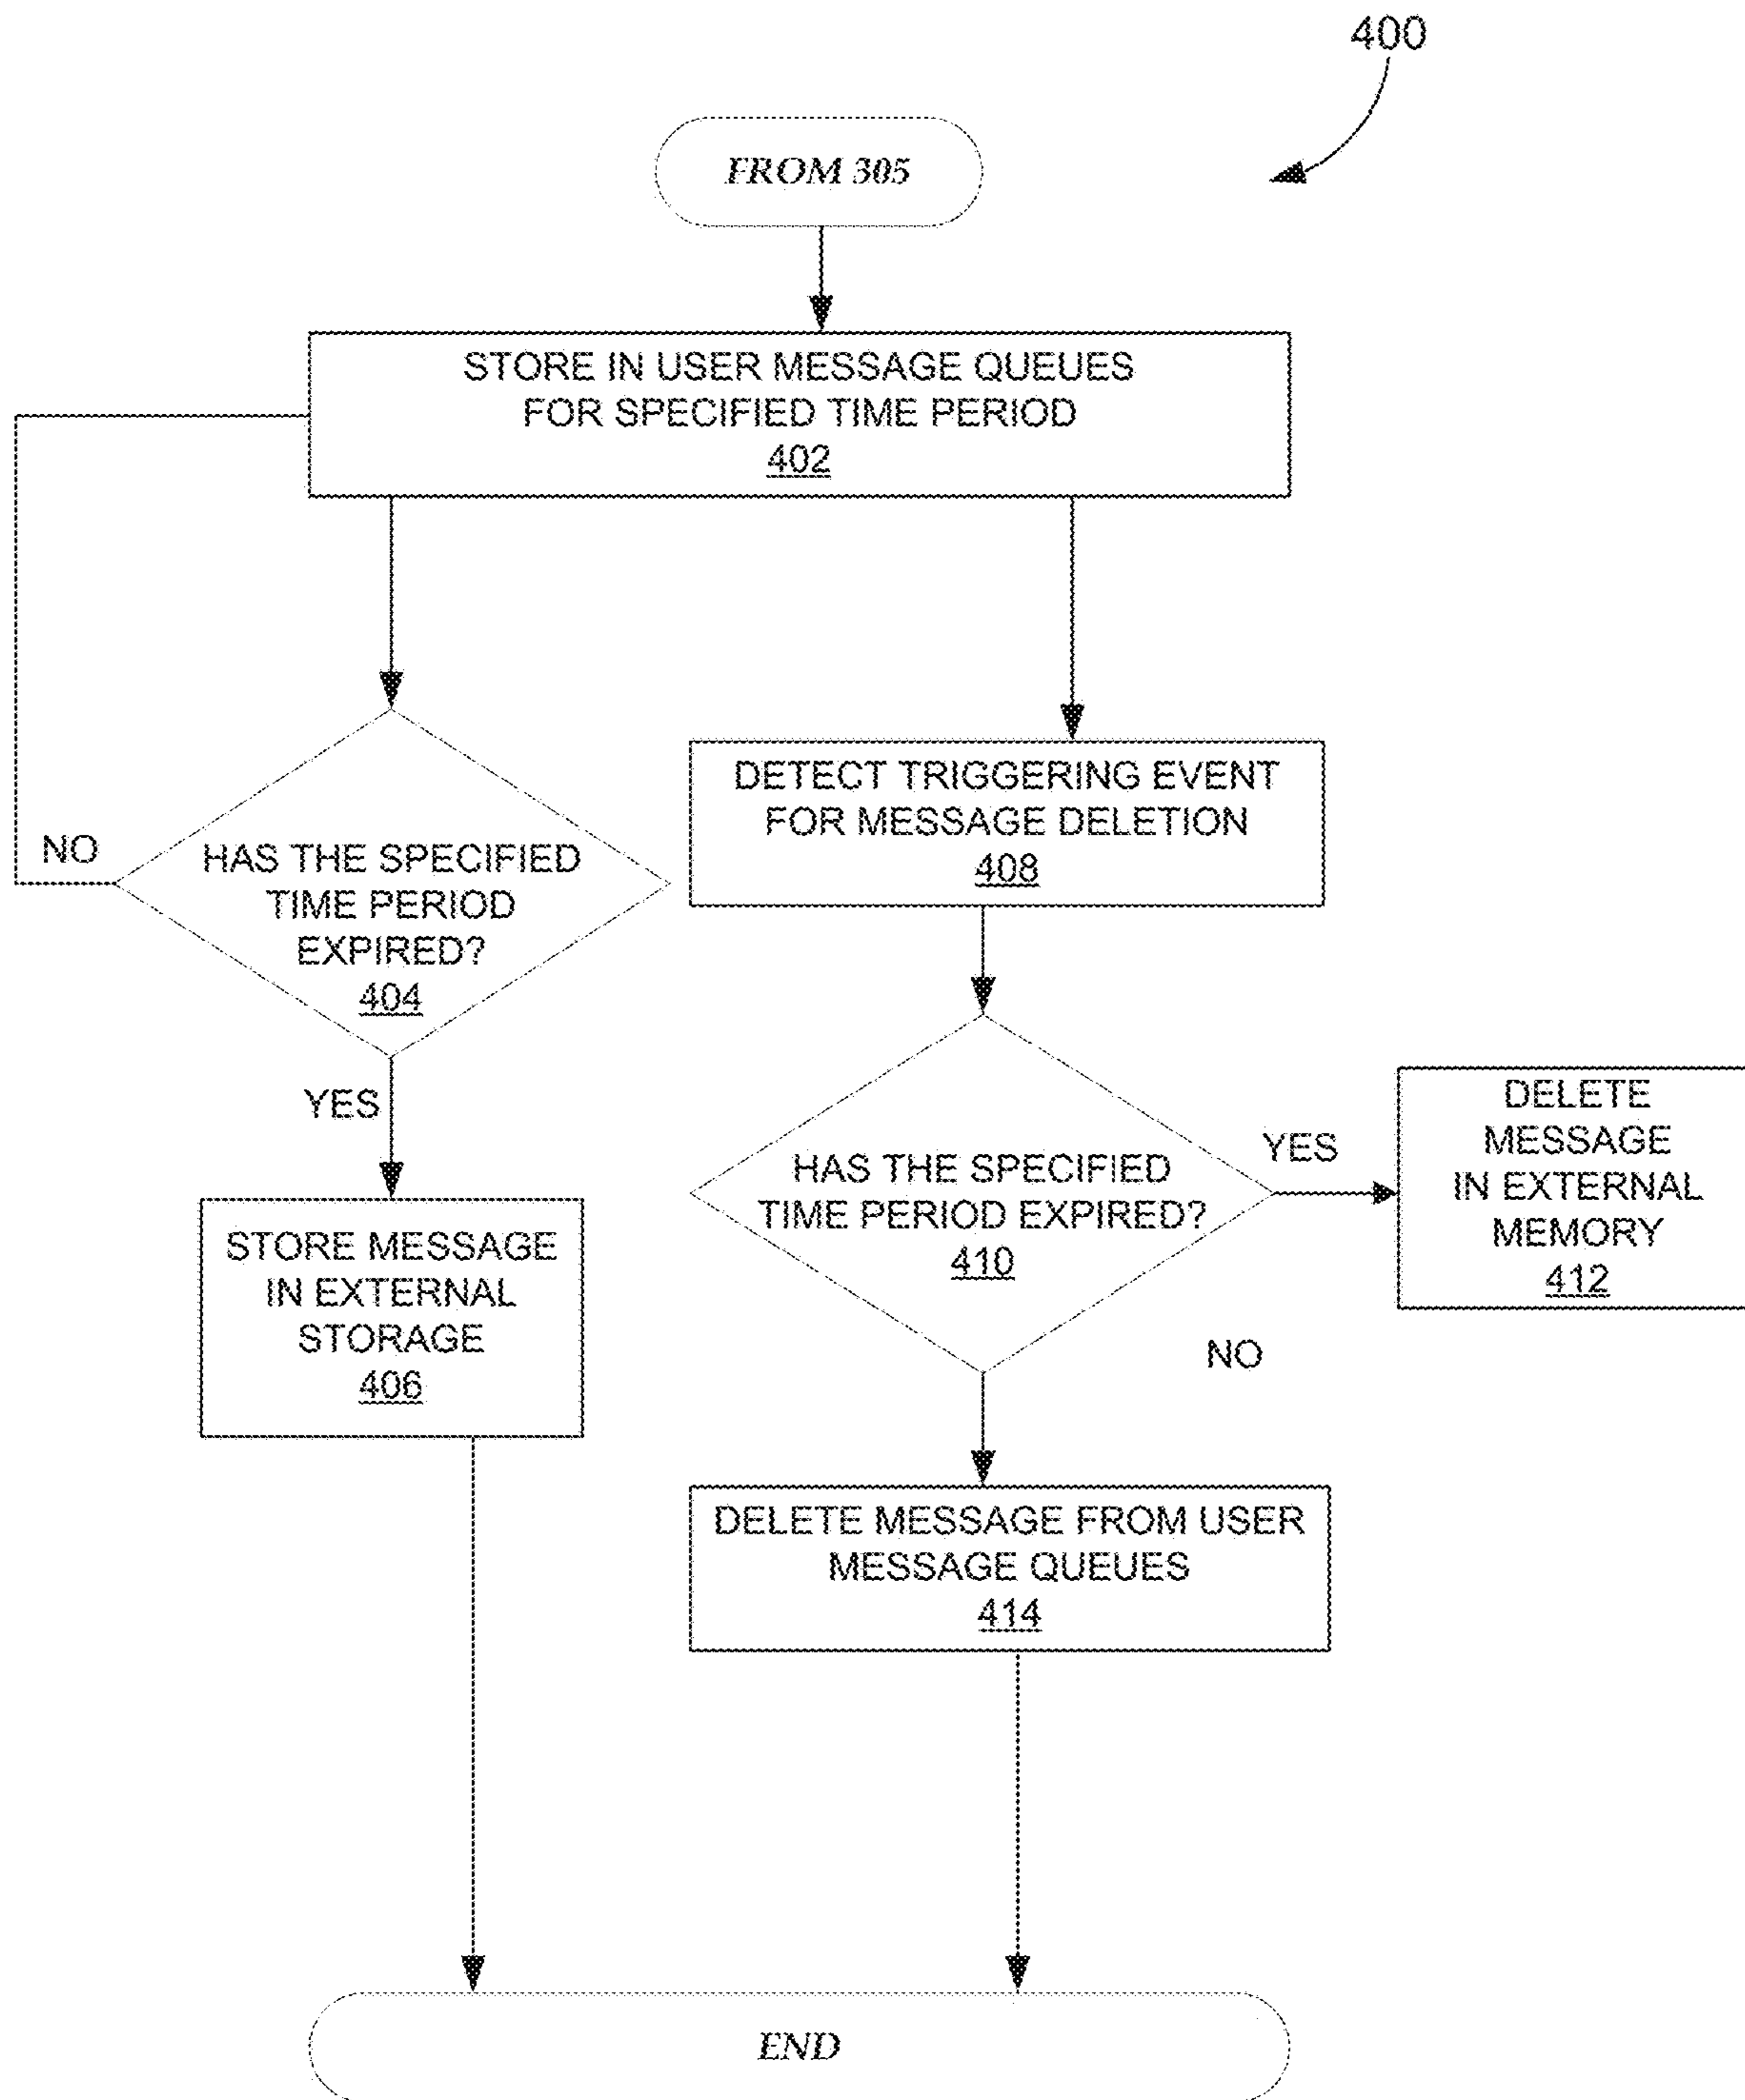 400
FROM 305
STORE IN USER MESSAGE QUEUES
FOR SPECIFIED TIME PERIOD
402
NO
HAS THE SPECIFIED
TIME PERIOD
EXPIRED?
404
YES
STORE MESSAGE
IN EXTERNAL
STORAGE
406
DETECT TRIGGERING EVENT
FOR MESSAGE DELETION
408
HAS THE SPECIFIED
TIME PERIOD EXPIRED?
410
YES
DELETE
MESSAGE
IN EXTERNAL
MEMORY
412
NO
DELETE MESSAGE FROM USER
MESSAGE QUEUES
414
END